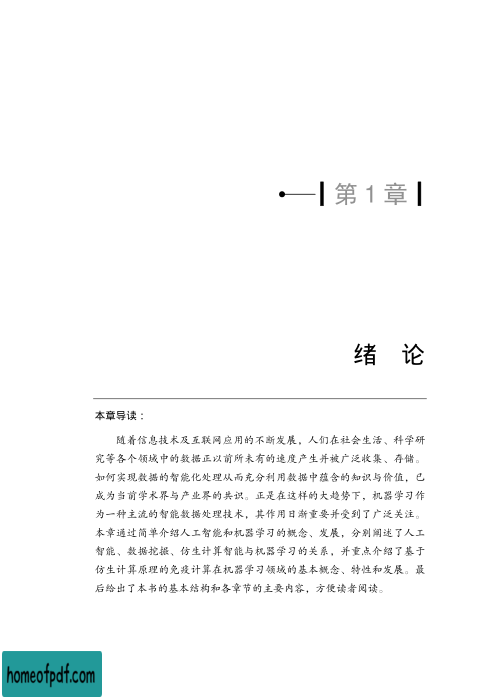 第 1 章
绪 论
本章导读：
随着信息技术及互联网应用的不断发展，人们在社会生活、科学研
究等各个领域中的数据正以前所未有的速度产生并被广泛收集、存储。
如何实现数据的智能化处理从而充分利用数据中蕴含的知识与价值，已
成为当前学术界与产业界的共识。正是在这样的大趋势下，机器学习作
为一种主流的智能数据处理技术，其作用日渐重要并受到了广泛关注。
本章通过简单介绍人工智能和机器学习的概念、发展，分别阐述了人工
智能、数据挖掘、仿生计算智能与机器学习的关系，并重点介绍了基于
仿生计算原理的免疫计算在机器学习领域的基本概念、特性和发展。最
后给出了本书的基本结构和各章节的主要内容，方便读者阅读。
homeofpdf.com